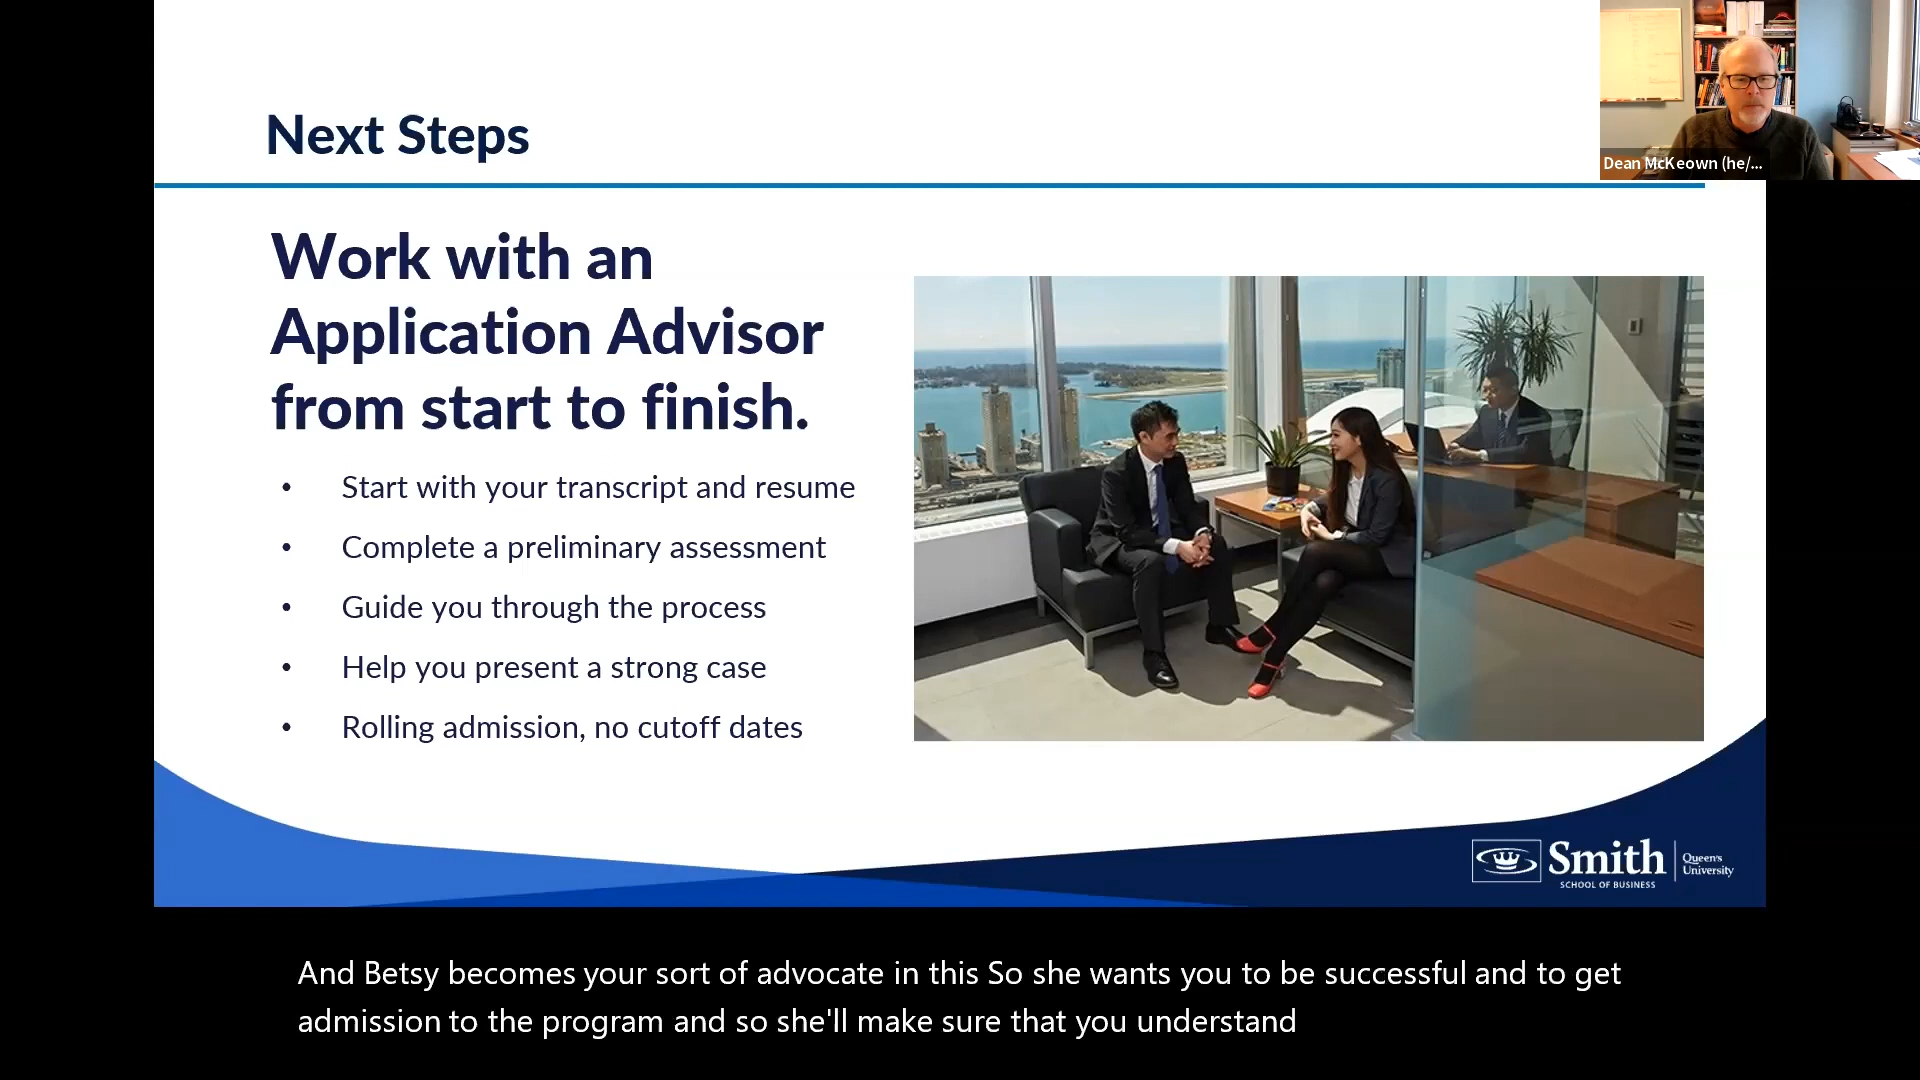 Next Steps
Dean McKeown (he/...
Work with an
Application Advisor
from start to finish.
• Start with your transcript and resume
• Complete a preliminary assessment
• Guide you through the process
• Help you present a strong case
• Rolling admission, no cutoff dates
Smith
SCHOOL OF BUSINESS
Queen's
University
And Betsy becomes your sort of advocate in this So she wants you to be successful and to get
admission to the program and so she'll make sure that you understand